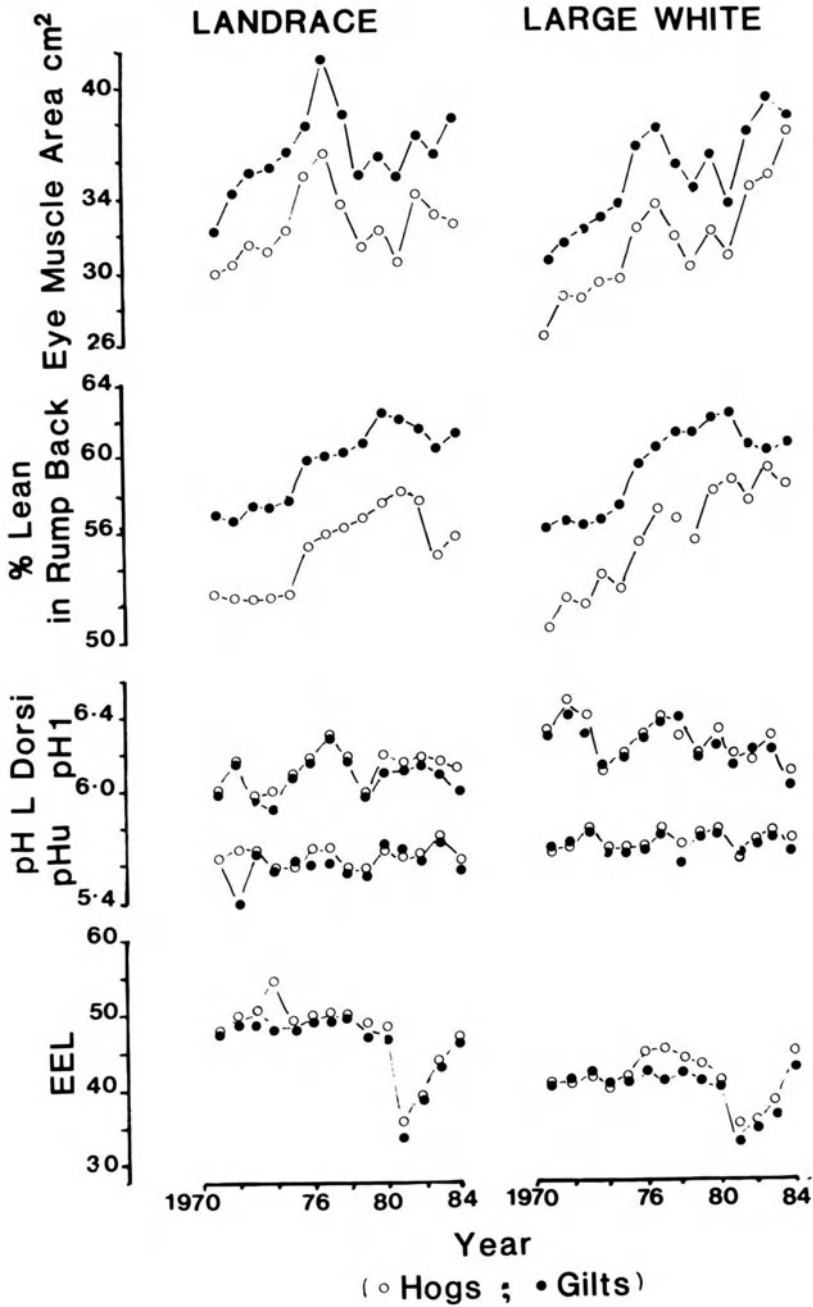 LANDRACE
LARGE WHITE
Eye Muscle Area cm²
40
34
30
26
% Lean
in Rump Back
64
60
56
50
pH L Dorsi
pHu pH1
6·4
6·0
5·4
EEL
60
50
40
30
1970 76 80 84
1970 76 80 84
Year
(○ Hogs ; ● Gilts)